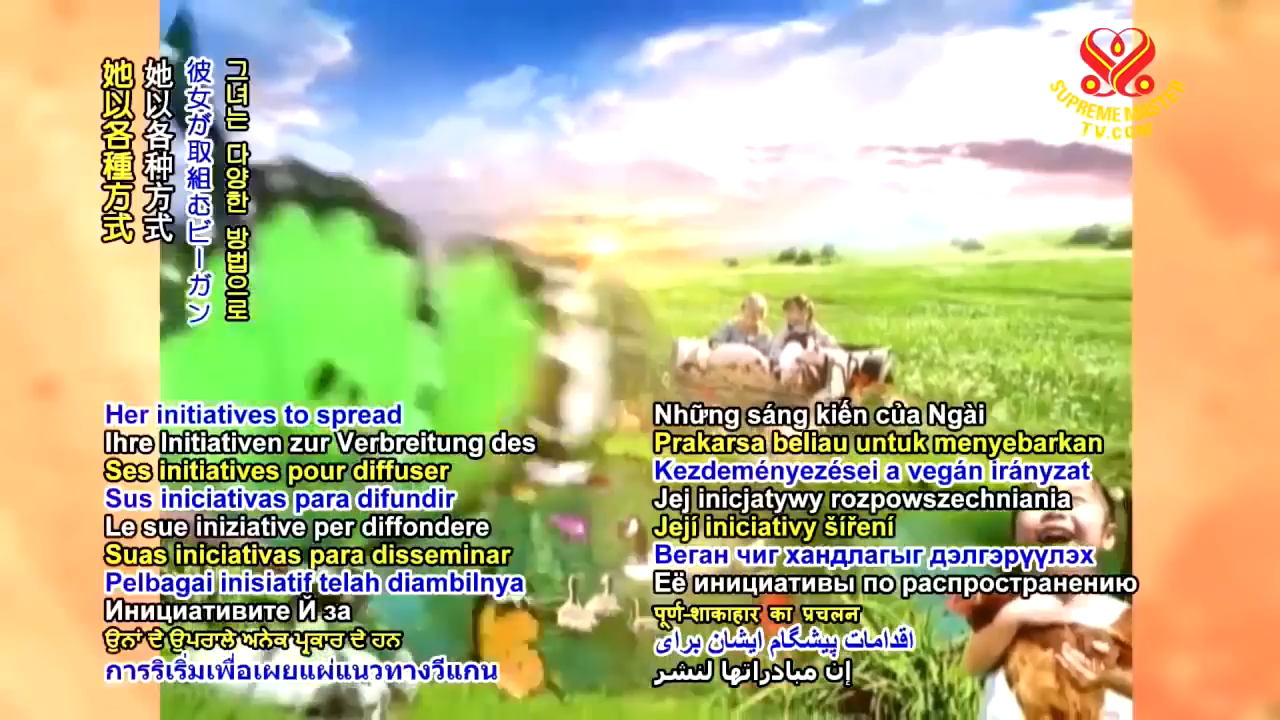 SUPREME MASTER
TV.COM
그녀는 다양한 방법으로
彼女が取組むビーガン
她以各种方式
她以各種方式
Her initiatives to spread
Ihre Initiativen zur Verbreitung des
Ses initiatives pour diffuser
Sus iniciativas para difundir
Le sue iniziative per diffondere
Suas iniciativas para disseminar
Pelbagai inisiatif telah diambilnya
Инициативите Й за
ਉਨਾਂ ਦੇ ਉਪਰਾਲੇ ਅਨੇਕ ਪ੍ਰਕਾਰ ਦੇ ਹਨ
การริเริ่มเพื่อเผยแผ่แนวทางวีแกน
Những sáng kiến của Ngài
Prakarsa beliau untuk menyebarkan
Kezdeményezései a vegán irányzat
Jej inicjatywy rozpowszechniania
Její iniciativy šíření
Веган чиг хандлагыг дэлгэрүүлэх
Её инициативы по распространению
पूर्ण-शाकाहार का प्रचलन
اقدامات پیشگام ایشان برای
إن مبادراتها لنشر